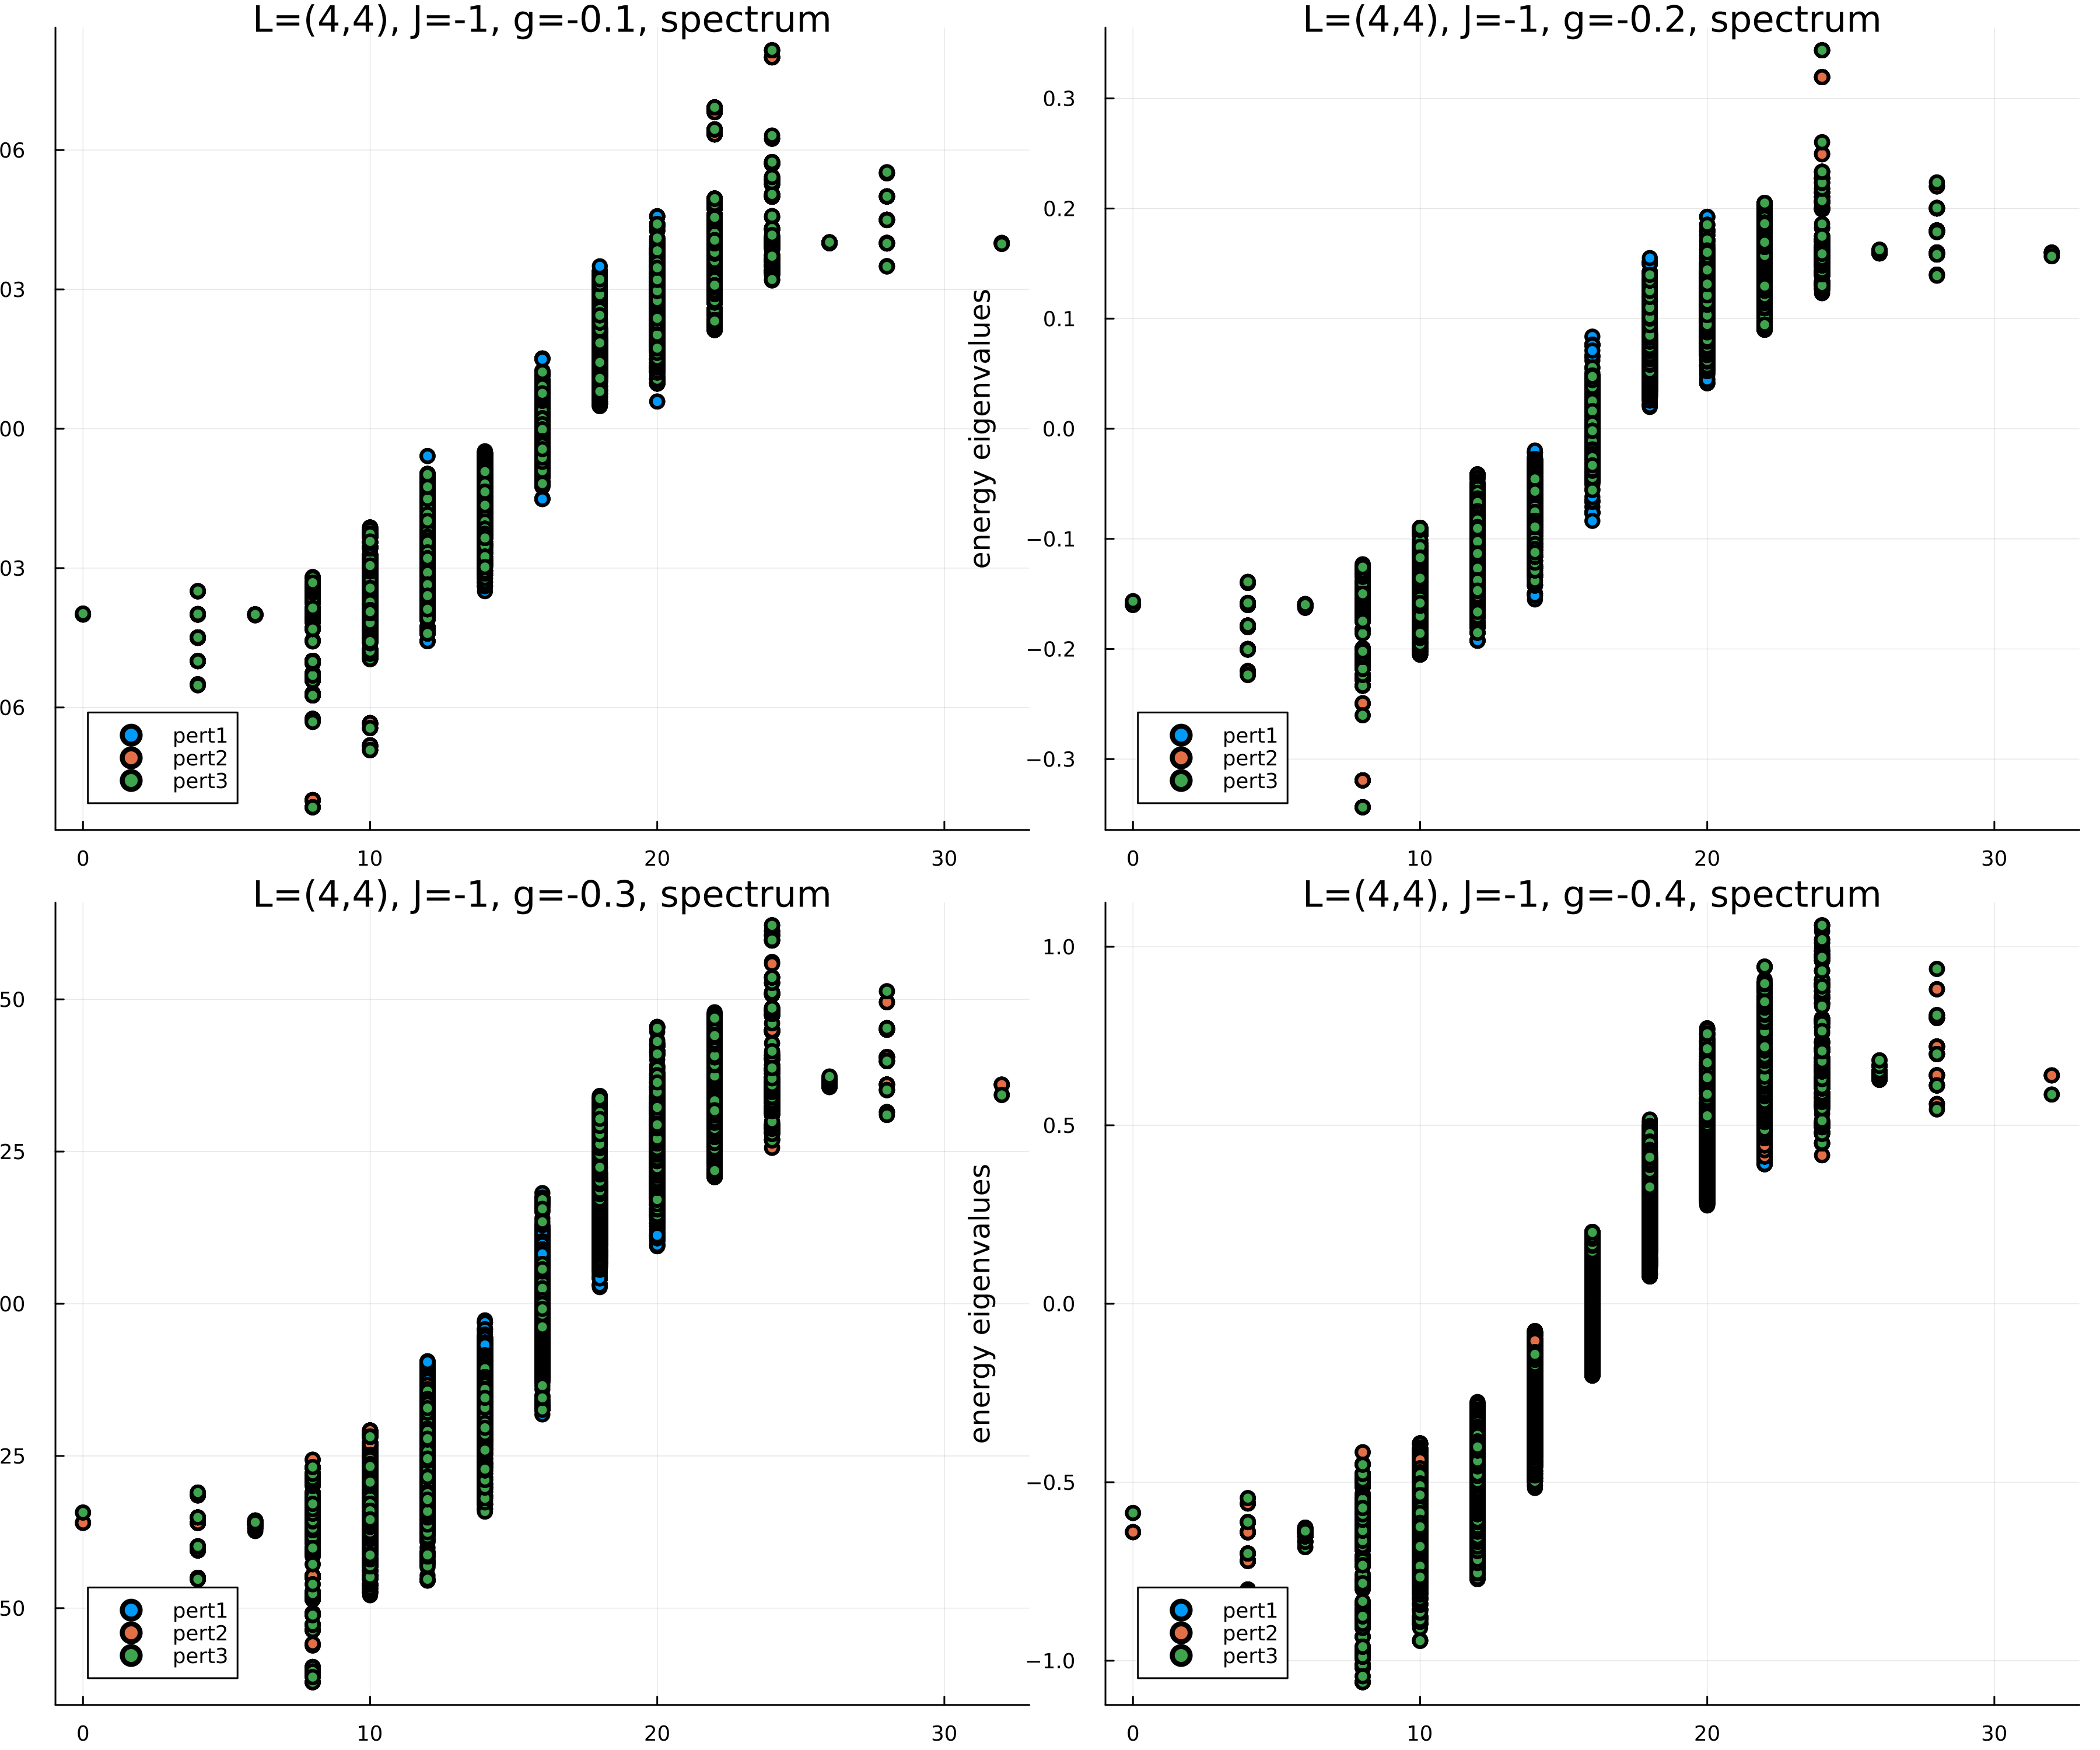 L=(4,4), J=-1, g=-0.1, spectrum
06
03
00
03
06
pert1
pert2
pert3
0 10 20 30
L=(4,4), J=-1, g=-0.2, spectrum
energy eigenvalues
0.3
0.2
0.1
0.0
−0.1
−0.2
−0.3
pert1
pert2
pert3
0 10 20 30
L=(4,4), J=-1, g=-0.3, spectrum
50
25
00
25
50
pert1
pert2
pert3
0 10 20 30
L=(4,4), J=-1, g=-0.4, spectrum
energy eigenvalues
1.0
0.5
0.0
−0.5
−1.0
pert1
pert2
pert3
0 10 20 30